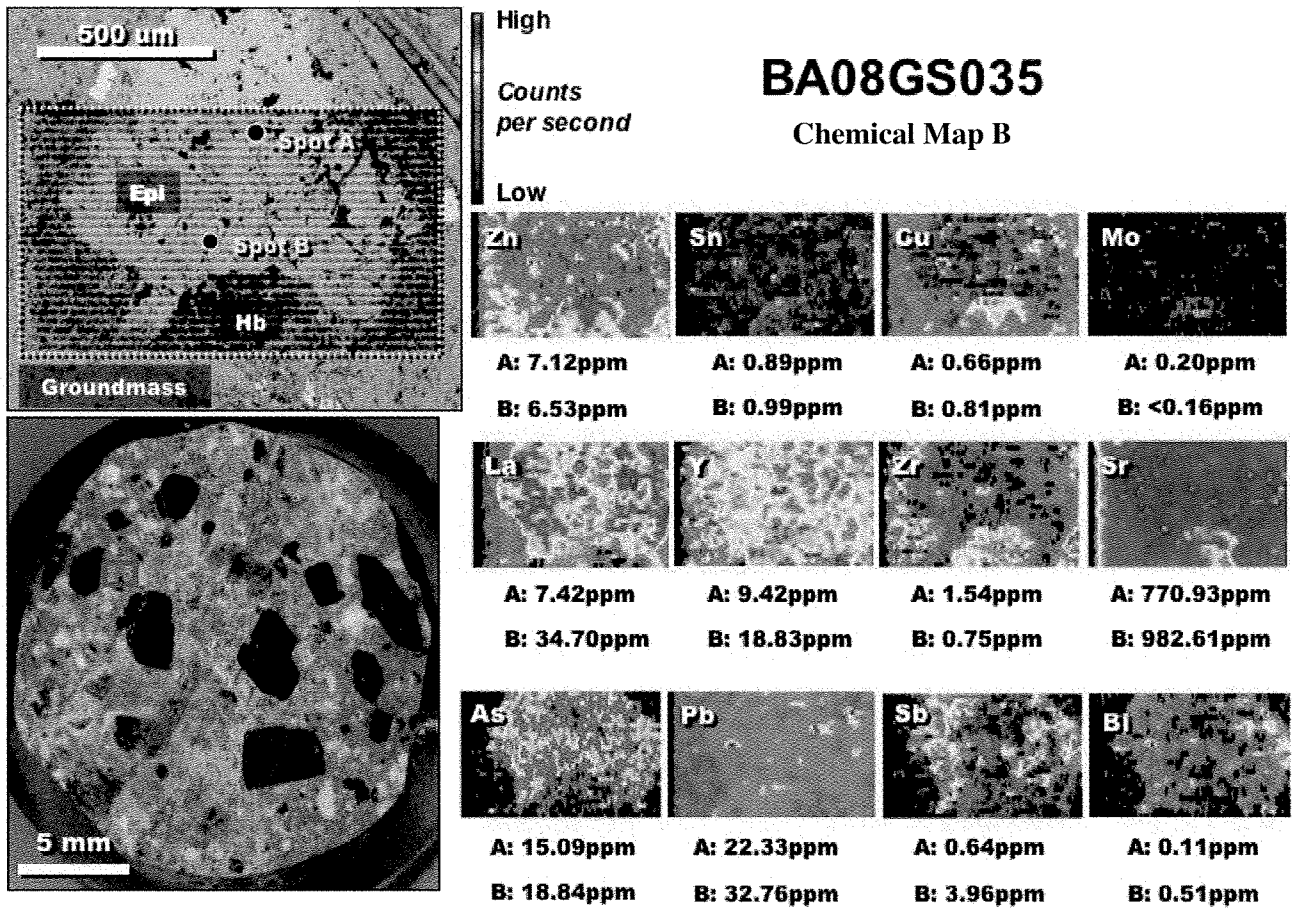 500 um
Spot A
Epi
Spot B
Hb
Groundmass
5 mm
High
Counts
per second
Low
BA08GS035
Chemical Map B
Zn
Sn
Cu
Mo
A: 7.12ppm
A: 0.89ppm
A: 0.66ppm
A: 0.20ppm
B: 6.53ppm
B: 0.99ppm
B: 0.81ppm
B: <0.16ppm
La
Y
Zr
Sr
A: 7.42ppm
A: 9.42ppm
A: 1.54ppm
A: 770.93ppm
B: 34.70ppm
B: 18.83ppm
B: 0.75ppm
B: 982.61ppm
As
Pb
Sb
Bi
A: 15.09ppm
A: 22.33ppm
A: 0.64ppm
A: 0.11ppm
B: 18.84ppm
B: 32.76ppm
B: 3.96ppm
B: 0.51ppm